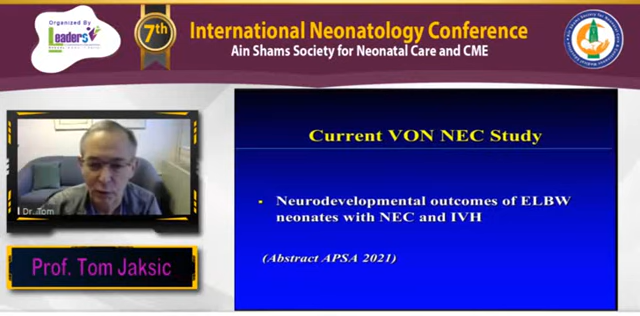 Organized By
Leaders
7th
International Neonatology Conference
Ain Shams Society for Neonatal Care and CME
Dr. Tom
Prof. Tom Jaksic
Current VON NEC Study
Neurodevelopmental outcomes of ELBW
neonates with NEC and IVH
(Abstract APSA 2021)